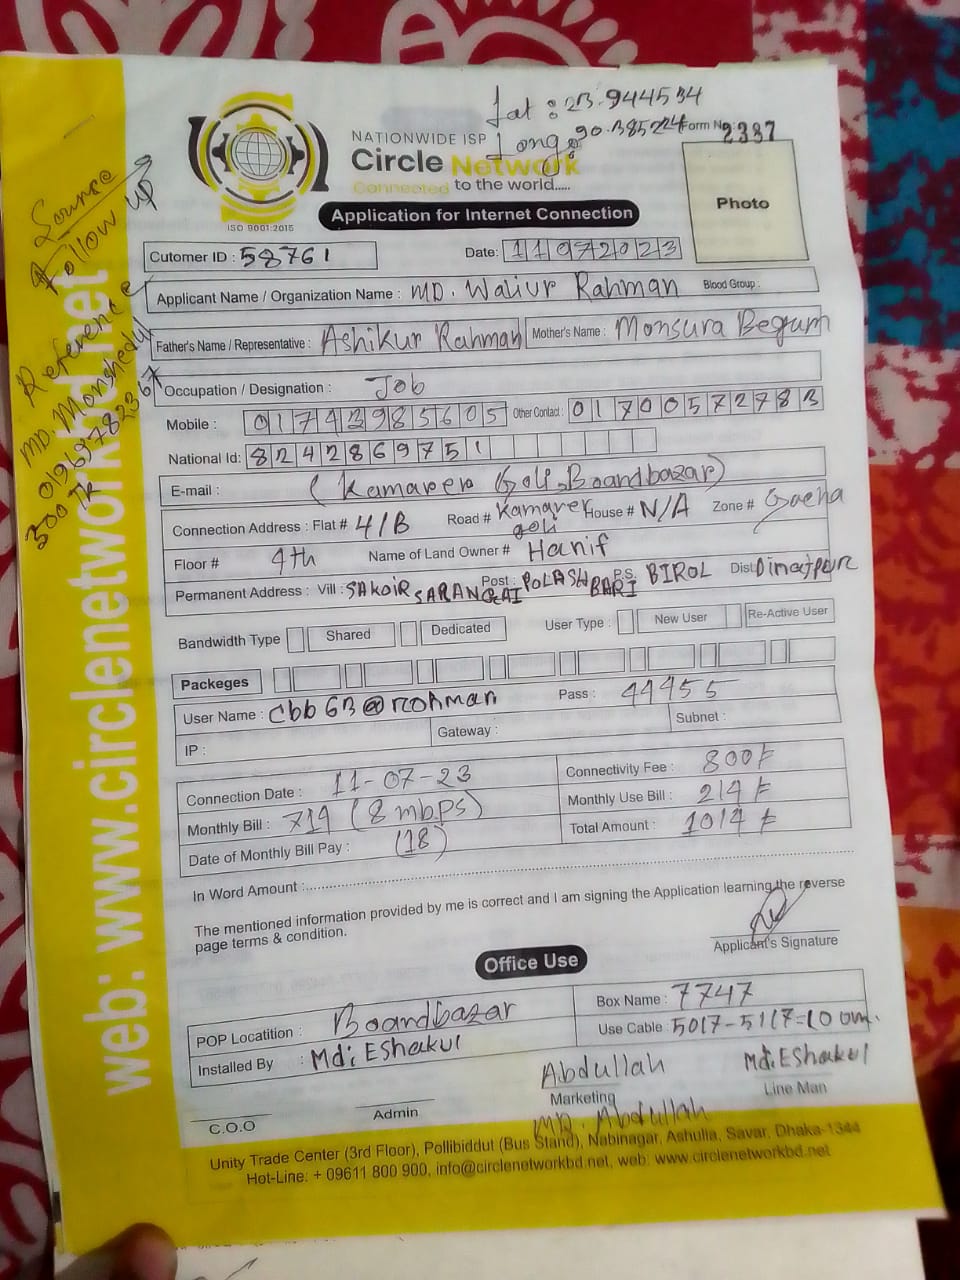 Lat : 23.944534
Long : 90.385224
Form No: 2337
NATIONWIDE ISP
Circle Network
Connected to the world.....
ISO 9001:2015
Application for Internet Connection
Photo
Source
Follow UP
Reference
MD. Monshedul
300 Tk
Cutomer ID : 58761
Date: 11072023
Applicant Name / Organization Name : MD. Waliur Rahman Blood Group :
Father's Name / Representative : Ashikur Rahman Mother's Name : Monsura Begum
Occupation / Designation : Job
Mobile : 01743985605 Other Contact : 01700572783
National Id: 8242869751
E-mail : (Kamarer Goli, Boardbazar)
Connection Address : Flat # 4/B Road # Kamarer goli House # N/A Zone # Gacha
Floor # 4th Name of Land Owner # Hanif
Permanent Address : Vill : SAKOIR SARANGAI Post : POLASH BARI P.S BIROL Dist: Dinajpur
Bandwidth Type Shared Dedicated User Type : New User Re-Active User
Packeges
User Name : cbb63@rohman Pass : 44455
IP : Gateway : Subnet :
Connection Date : 11-07-23 Connectivity Fee : 800/-
Monthly Bill : 714 (8 mbps) Monthly Use Bill : 214/-
Date of Monthly Bill Pay : (18) Total Amount : 1014/-
In Word Amount :
The mentioned information provided by me is correct and I am signing the Application learning the reverse
page terms & condition.
Applicant's Signature
Office Use
POP Locatition : Boardbazar Box Name : 7747
Installed By : Md: Eshakul Use Cable : 5017-5117=100m.
Abdullah Md: Eshakul
C.O.O Admin Marketing Line Man
MD. Abdullah
Unity Trade Center (3rd Floor), Pollibiddut (Bus Stand), Nabinagar, Ashulia, Savar, Dhaka-1344
Hot-Line: + 09611 800 900, info@circlenetworkbd.net, web: www.circlenetworkbd.net
web: www.circlenetworkbd.net